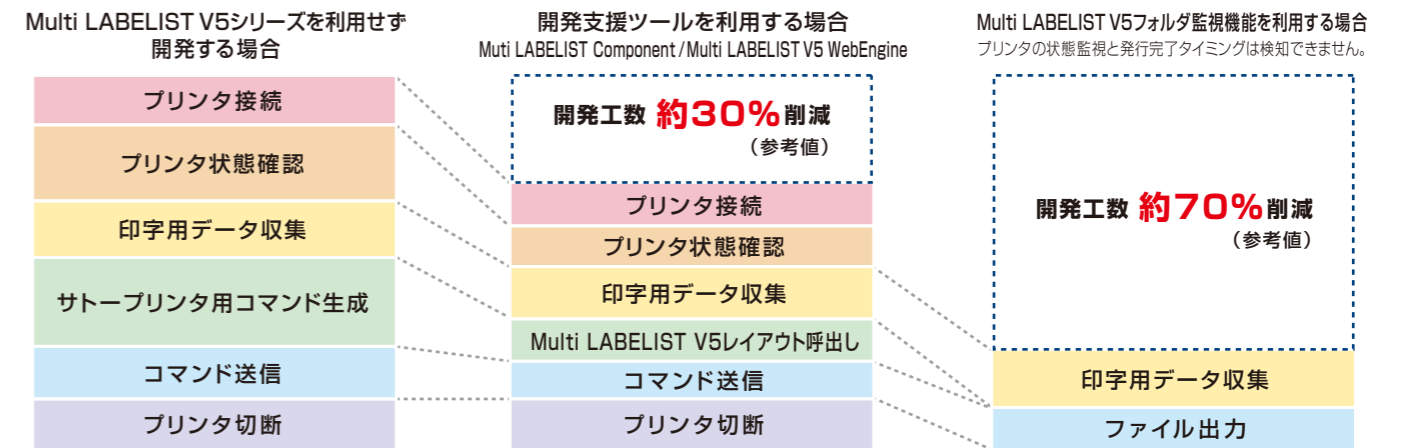 Multi LABELIST V5シリーズを利用せず
開発する場合
プリンタ接続
プリンタ状態確認
印字用データ収集
サトープリンタ用コマンド生成
コマンド送信
プリンタ切断
開発支援ツールを利用する場合
Muti LABELIST Component/Multi LABELIST V5 WebEngine
開発工数 約30%削減
(参考値)
プリンタ接続
プリンタ状態確認
印字用データ収集
Multi LABELIST V5レイアウト呼出し
コマンド送信
プリンタ切断
Multi LABELIST V5フォルダ監視機能を利用する場合
プリンタの状態監視と発行完了タイミングは検知できません。
開発工数 約70%削減
(参考値)
印字用データ収集
ファイル出力